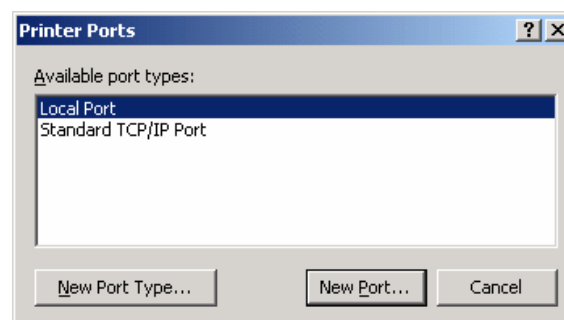 Printer Ports
Available port types:
Local Port
Standard TCP/IP Port
New Port Type... New Port... Cancel